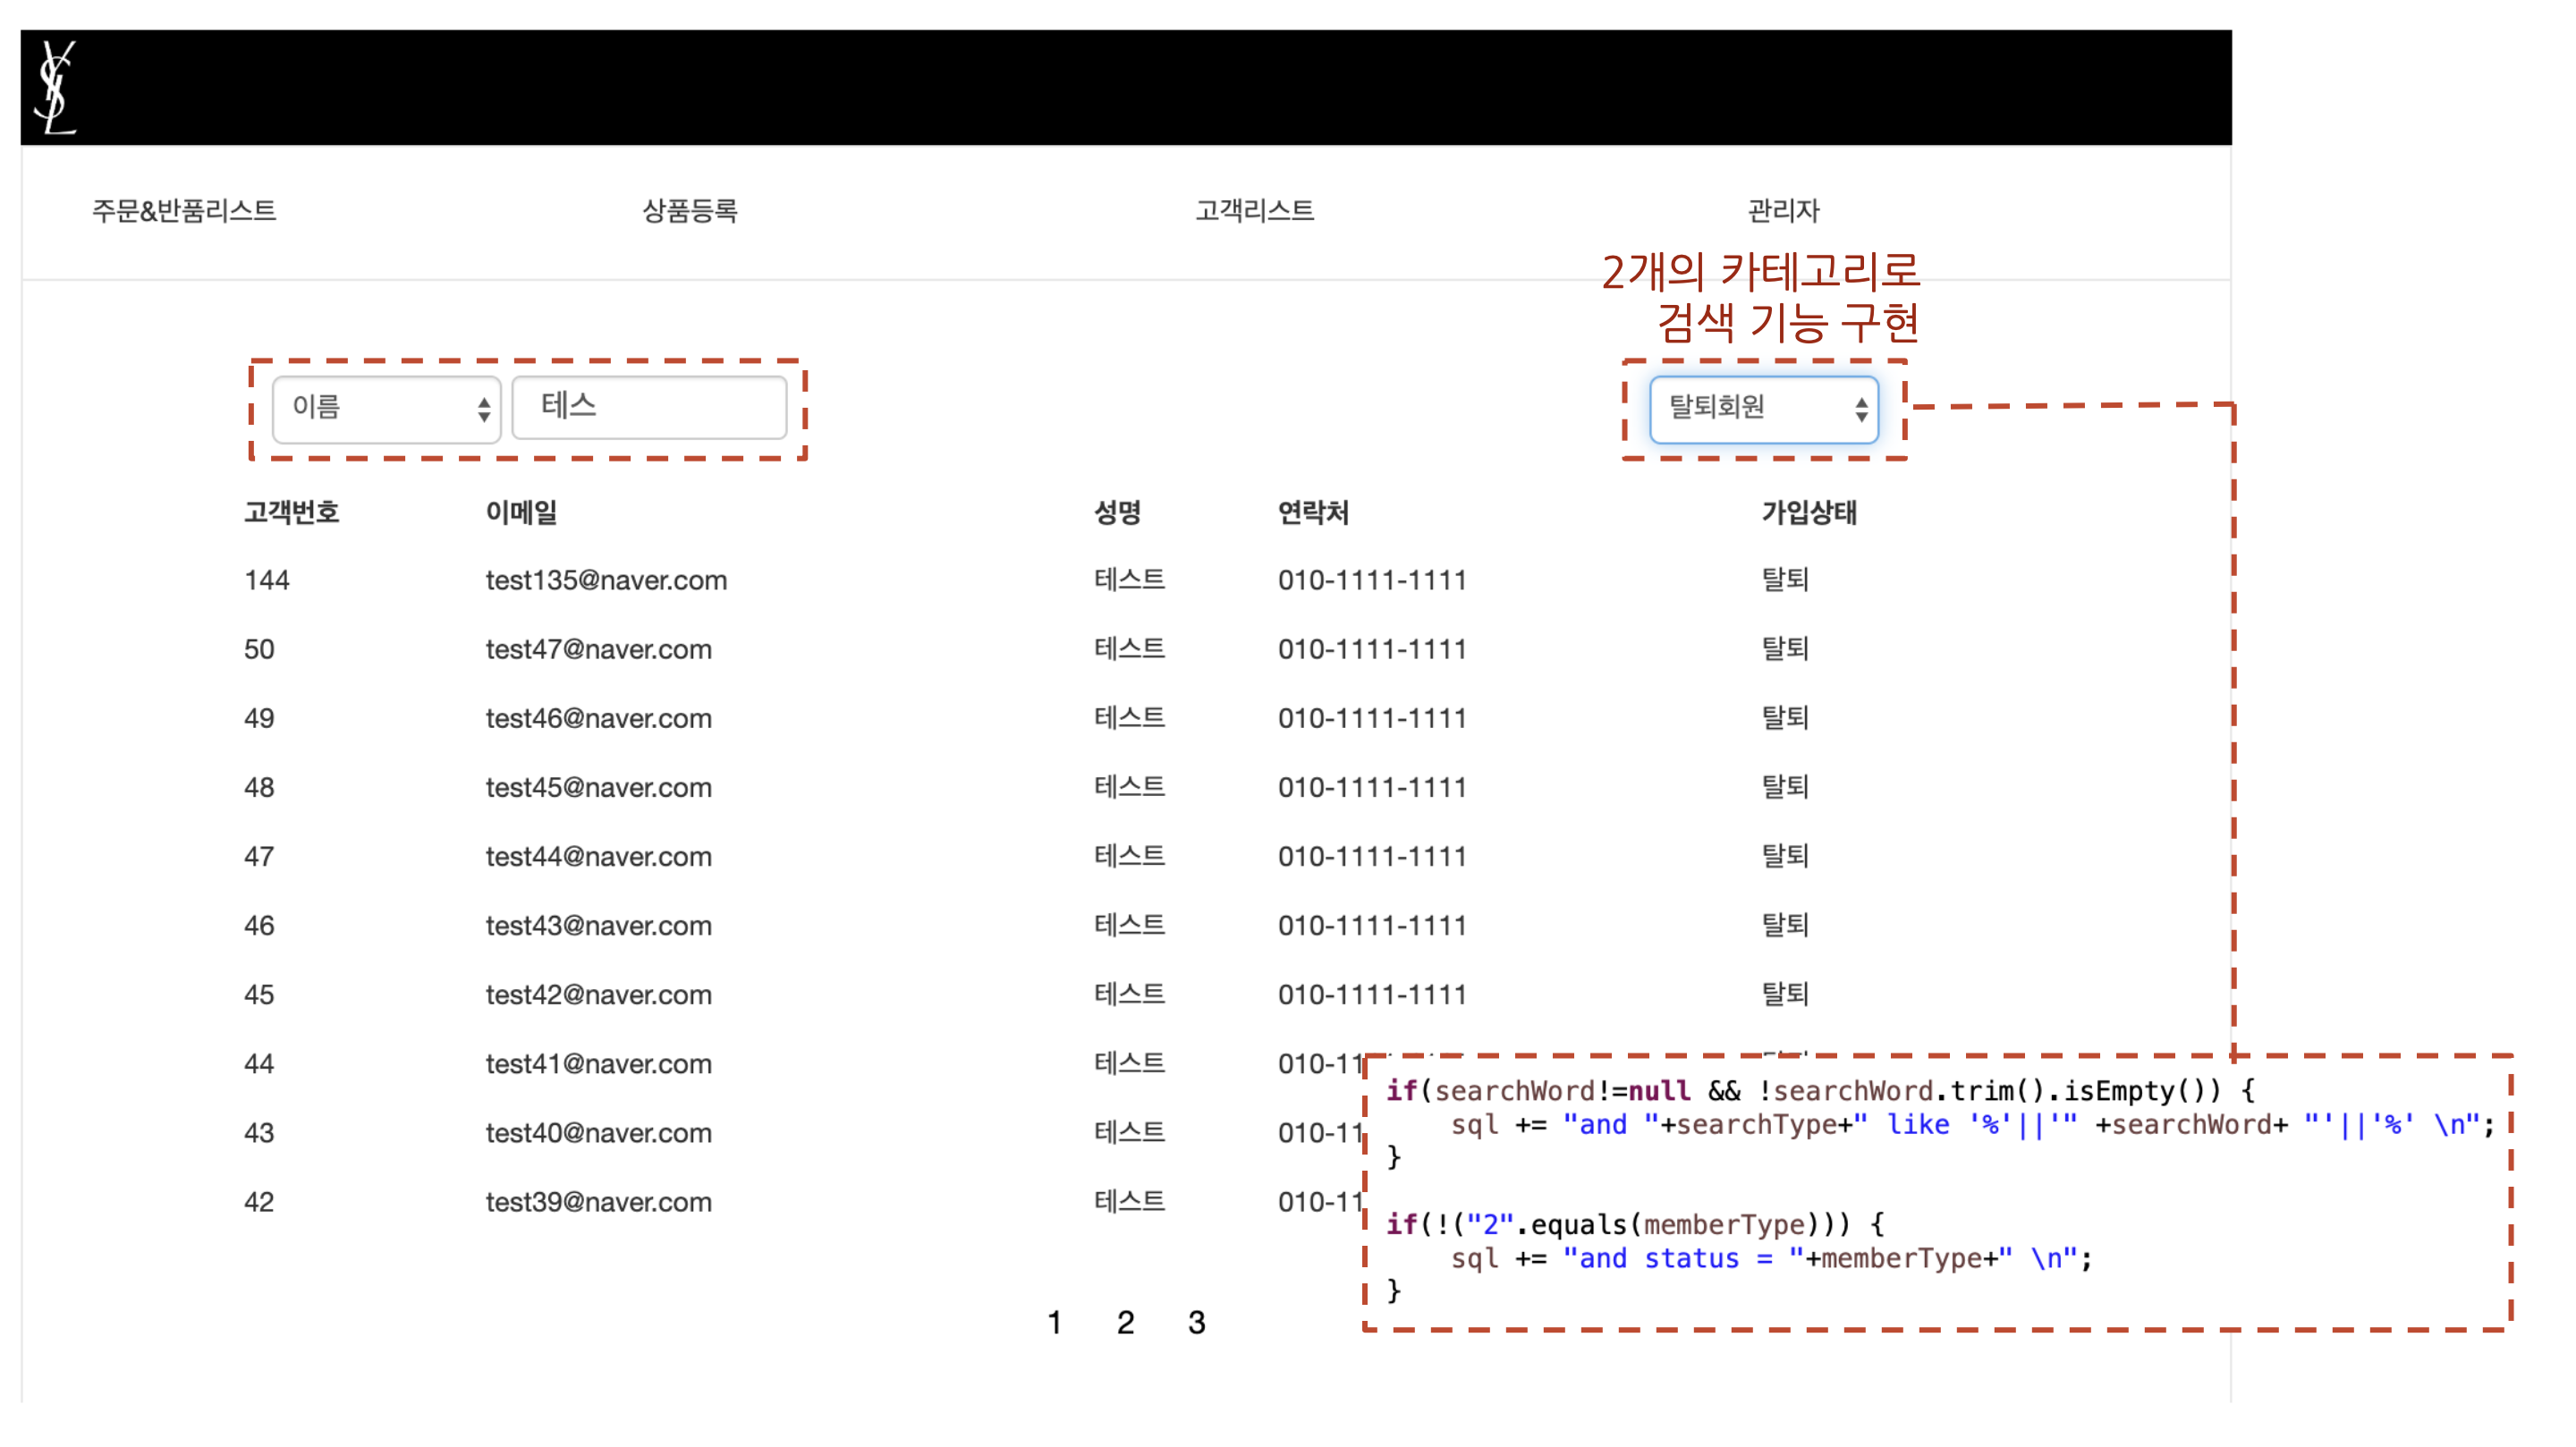 YSL
주문&반품리스트 상품등록 고객리스트 관리자
2개의 카테고리로
검색 기능 구현
이름 테스 탈퇴회원
고객번호 이메일 성명 연락처 가입상태
144 test135@naver.com 테스트 010-1111-1111 탈퇴
50 test47@naver.com 테스트 010-1111-1111 탈퇴
49 test46@naver.com 테스트 010-1111-1111 탈퇴
48 test45@naver.com 테스트 010-1111-1111 탈퇴
47 test44@naver.com 테스트 010-1111-1111 탈퇴
46 test43@naver.com 테스트 010-1111-1111 탈퇴
45 test42@naver.com 테스트 010-1111-1111 탈퇴
44 test41@naver.com 테스트 010-11
43 test40@naver.com 테스트 010-11
42 test39@naver.com 테스트 010-11
if(searchWord!=null && !searchWord.trim().isEmpty()) {
sql += "and "+searchType+" like '%'||'" +searchWord+ "'||'%' \n";
}
if(!("2".equals(memberType))) {
sql += "and status = "+memberType+" \n";
}
1 2 3